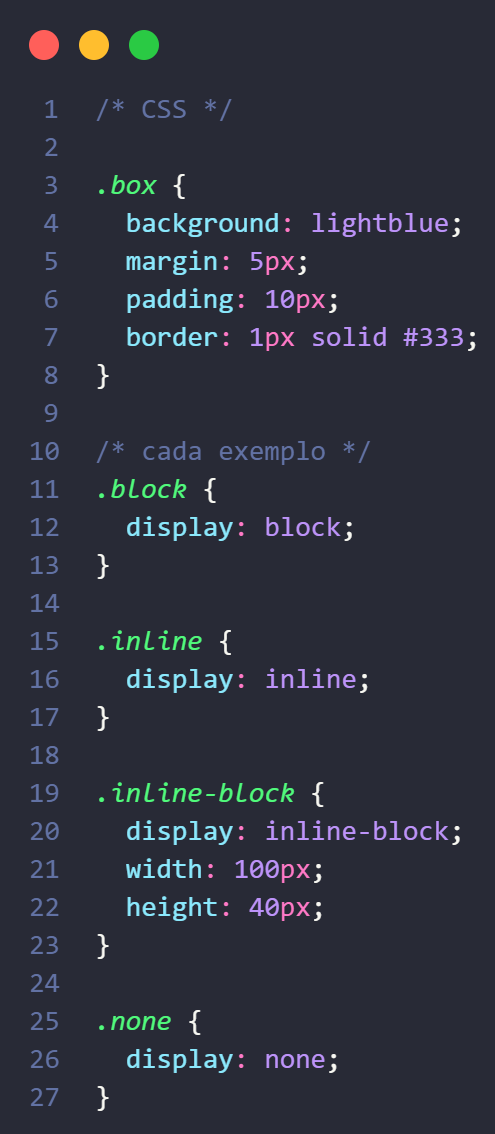 1 /* CSS */
2
3 .box {
4   background: lightblue;
5   margin: 5px;
6   padding: 10px;
7   border: 1px solid #333;
8 }
9
10 /* cada exemplo */
11 .block {
12   display: block;
13 }
14
15 .inline {
16   display: inline;
17 }
18
19 .inline-block {
20   display: inline-block;
21   width: 100px;
22   height: 40px;
23 }
24
25 .none {
26   display: none;
27 }